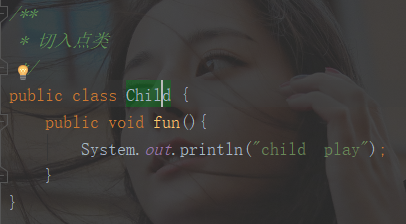 /**
 * 切入点类
 */
public class Child {
    public void fun(){
        System.out.println("child  play");
    }
}